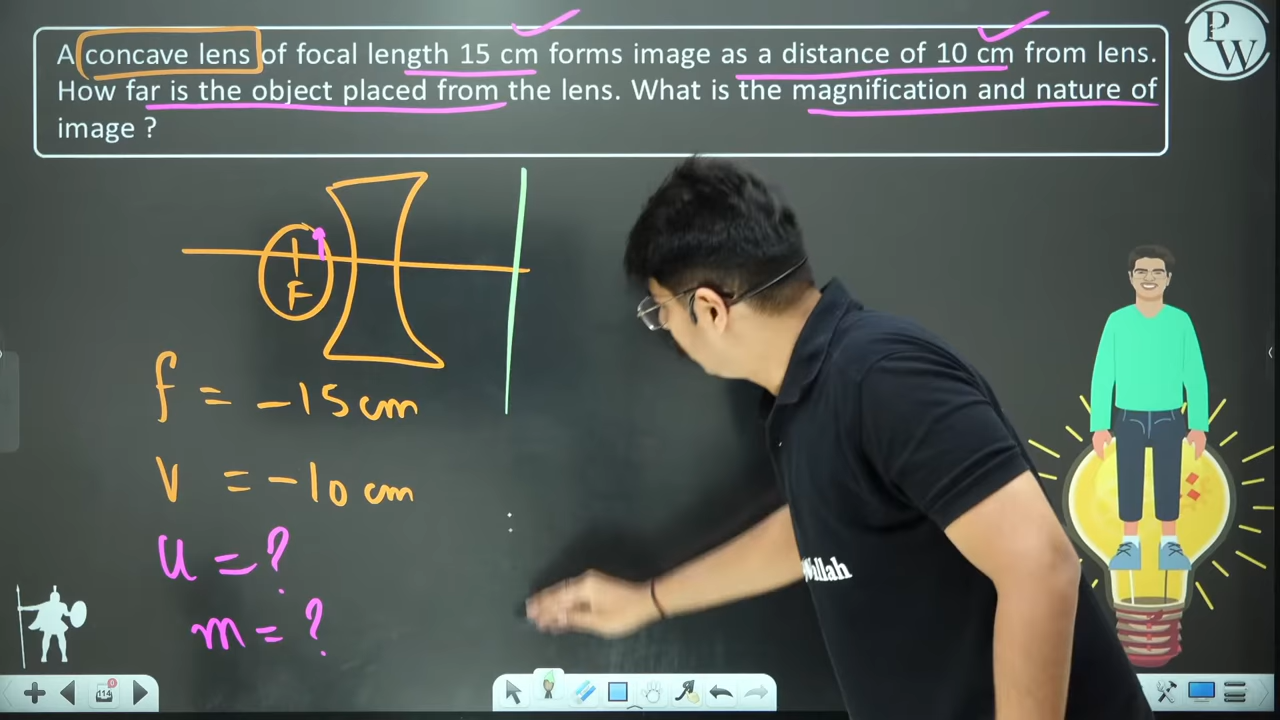 A concave lens of focal length 15 cm forms image as a distance of 10 cm from lens.
How far is the object placed from the lens. What is the magnification and nature of
image ?
PW
F
f = -15 cm
v = -10 cm
u = ?
m = ?
114